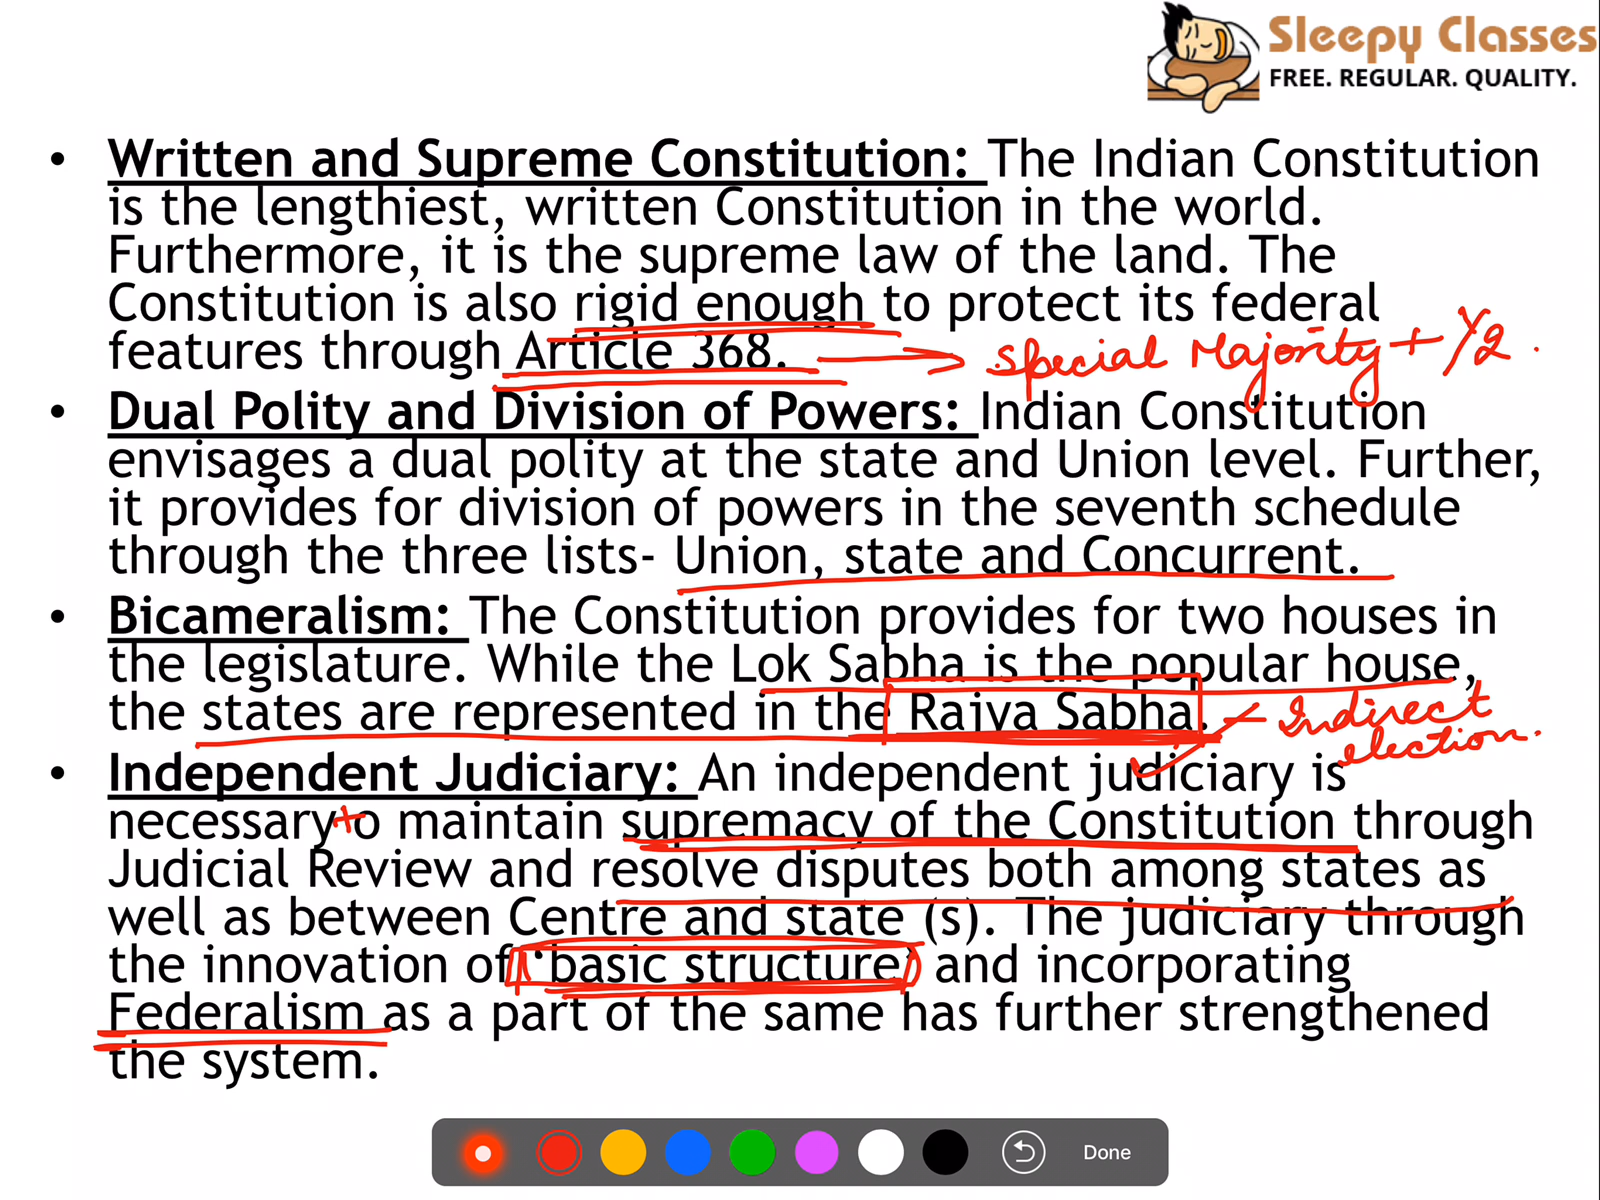 Sleepy Classes
FREE. REGULAR. QUALITY.
• Written and Supreme Constitution: The Indian Constitution
is the lengthiest, written Constitution in the world.
Furthermore, it is the supreme law of the land. The
Constitution is also rigid enough to protect its federal
features through Article 368. → Special Majority + 1/2.
• Dual Polity and Division of Powers: Indian Constitution
envisages a dual polity at the state and Union level. Further,
it provides for division of powers in the seventh schedule
through the three lists- Union, state and Concurrent.
• Bicameralism: The Constitution provides for two houses in
the legislature. While the Lok Sabha is the popular house,
the states are represented in the Rajya Sabha. - Indirect
election.
• Independent Judiciary: An independent judiciary is
necessary to maintain supremacy of the Constitution through
Judicial Review and resolve disputes both among states as
well as between Centre and state (s). The judiciary through
the innovation of 'basic structure' and incorporating
Federalism as a part of the same has further strengthened
the system.
Done